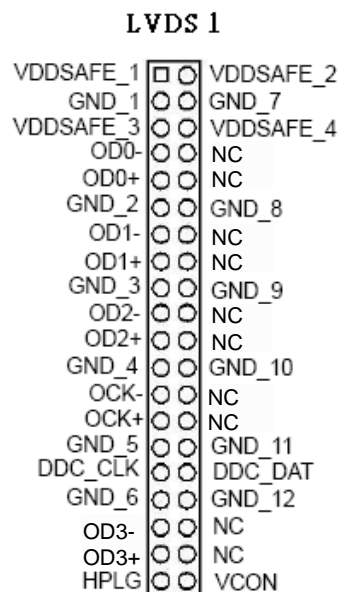 LVDS 1
VDDSAFE_1 VDDSAFE_2
GND_1 GND_7
VDDSAFE_3 VDDSAFE_4
OD0- NC
OD0+ NC
GND_2 GND_8
OD1- NC
OD1+ NC
GND_3 GND_9
OD2- NC
OD2+ NC
GND_4 GND_10
OCK- NC
OCK+ NC
GND_5 GND_11
DDC_CLK DDC_DAT
GND_6 GND_12
OD3- NC
OD3+ NC
HPLG VCON